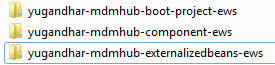 yugandhar-mdmhub-boot-project-ews
yugandhar-mdmhub-component-ews
yugandhar-mdmhub-externalizedbeans-ews